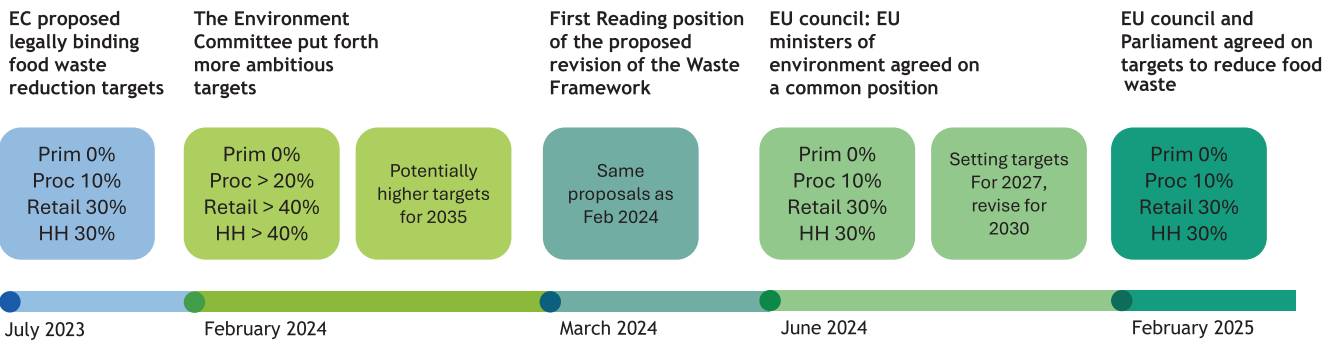 EC proposed
legally binding
food waste
reduction targets
The Environment
Committee put forth
more ambitious
targets
First Reading position
of the proposed
revision of the Waste
Framework
EU council: EU
ministers of
environment agreed on
a common position
EU council and
Parliament agreed on
targets to reduce food
waste
Prim 0%
Proc 10%
Retail 30%
HH 30%
Prim 0%
Proc > 20%
Retail > 40%
HH > 40%
Potentially
higher targets
for 2035
Same
proposals as
Feb 2024
Prim 0%
Proc 10%
Retail 30%
HH 30%
Setting targets
For 2027,
revise for
2030
Prim 0%
Proc 10%
Retail 30%
HH 30%
July 2023
February 2024
March 2024
June 2024
February 2025